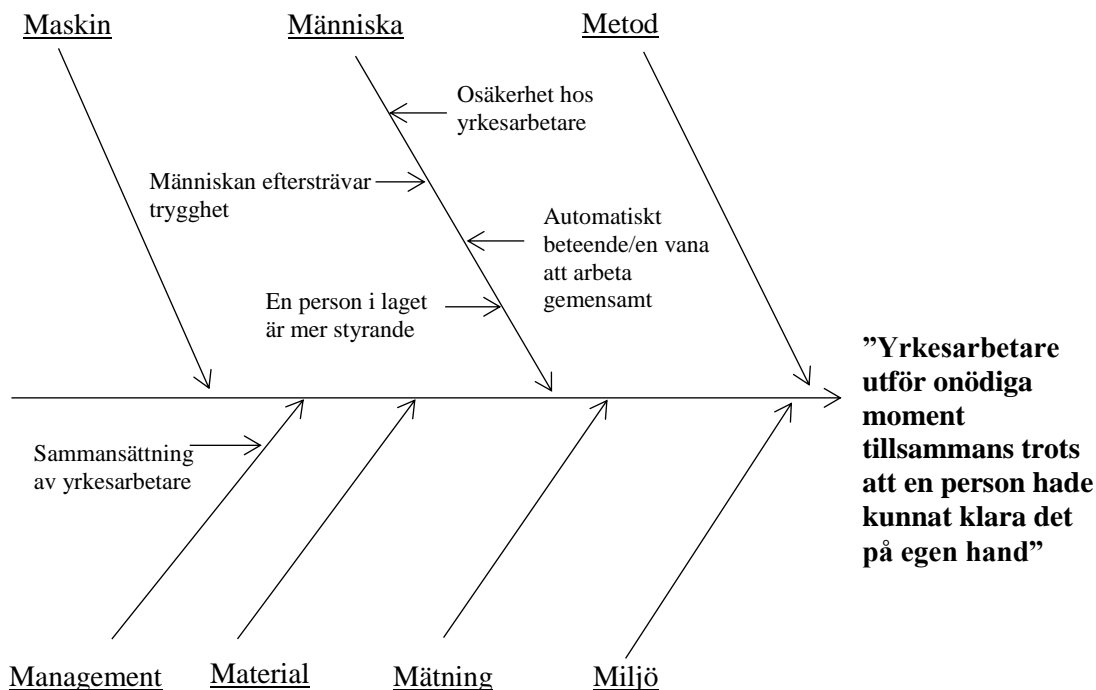 Maskin
Människa
Metod
Osäkerhet hos
yrkesarbetare
Människan eftersträvar
trygghet
Automatiskt
beteende/en vana
att arbeta
gemensamt
En person i laget
är mer styrande
”Yrkesarbetare
utför onödiga
moment
tillsammans trots
att en person hade
kunnat klara det
på egen hand”
Sammansättning
av yrkesarbetare
Management
Material
Mätning
Miljö